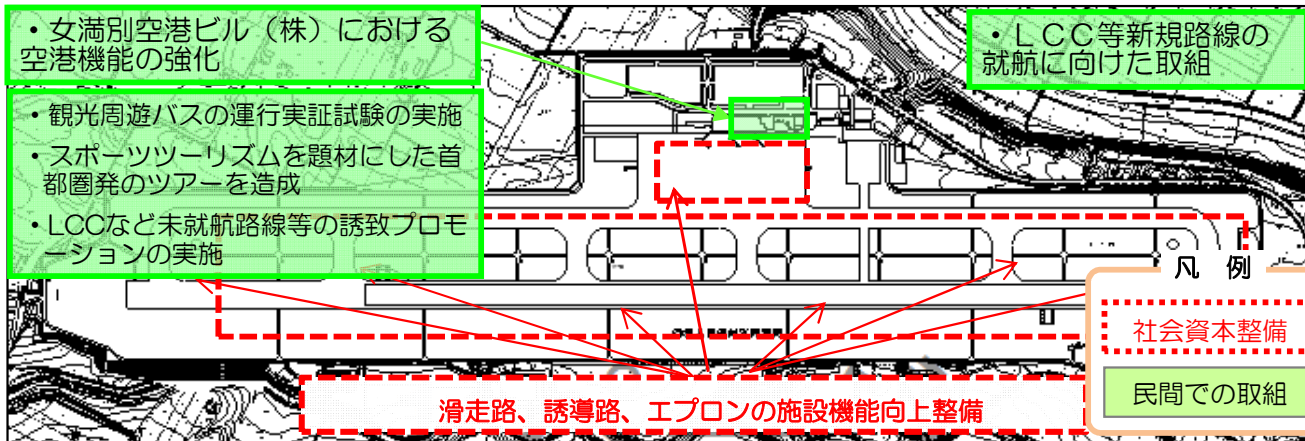 ・女満別空港ビル（株）における
空港機能の強化
・ＬＣＣ等新規路線の
就航に向けた取組
・観光周遊バスの運行実証試験の実施
・スポーツツーリズムを題材にした首
都圏発のツアーを造成
・LCCなど未就航路線等の誘致プロモ
ーションの実施
凡　例
社会資本整備
民間での取組
滑走路、誘導路、エプロンの施設機能向上整備